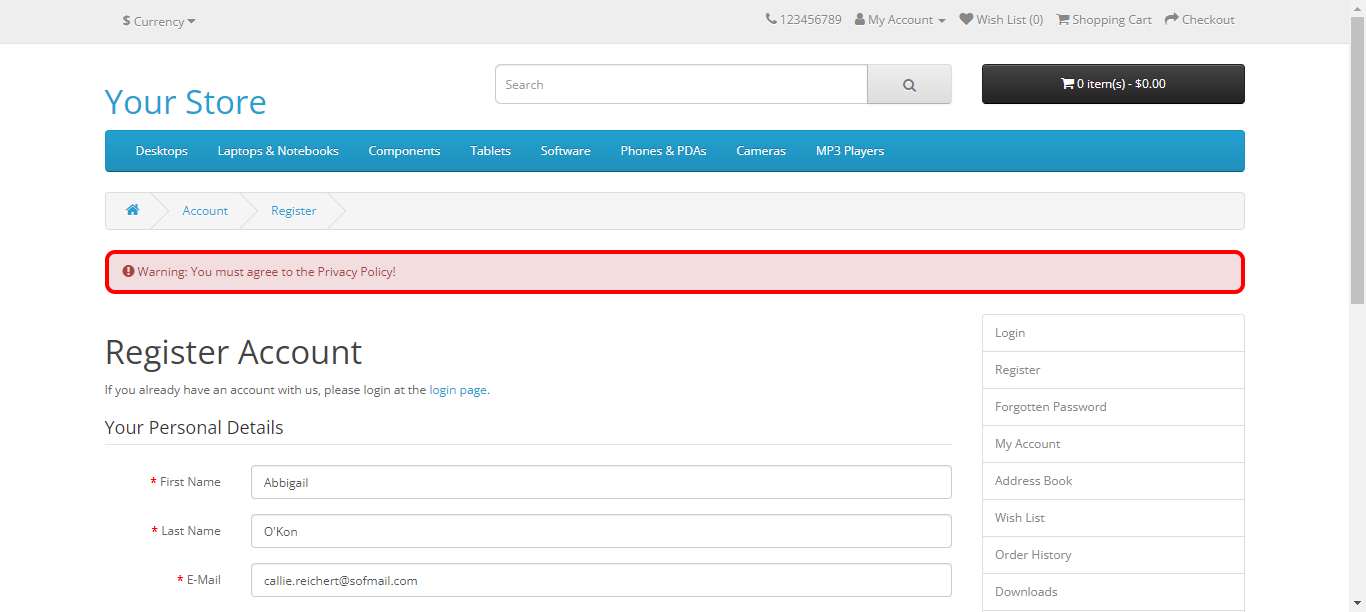 $ Currency
123456789 My Account Wish List (0) Shopping Cart Checkout
Your Store
Search
0 item(s) - $0.00
Desktops Laptops & Notebooks Components Tablets Software Phones & PDAs Cameras MP3 Players
Account Register
Warning: You must agree to the Privacy Policy!
Register Account
If you already have an account with us, please login at the login page.
Your Personal Details
* First Name Abbigail
* Last Name O'Kon
* E-Mail callie.reichert@sofmail.com
Login
Register
Forgotten Password
My Account
Address Book
Wish List
Order History
Downloads